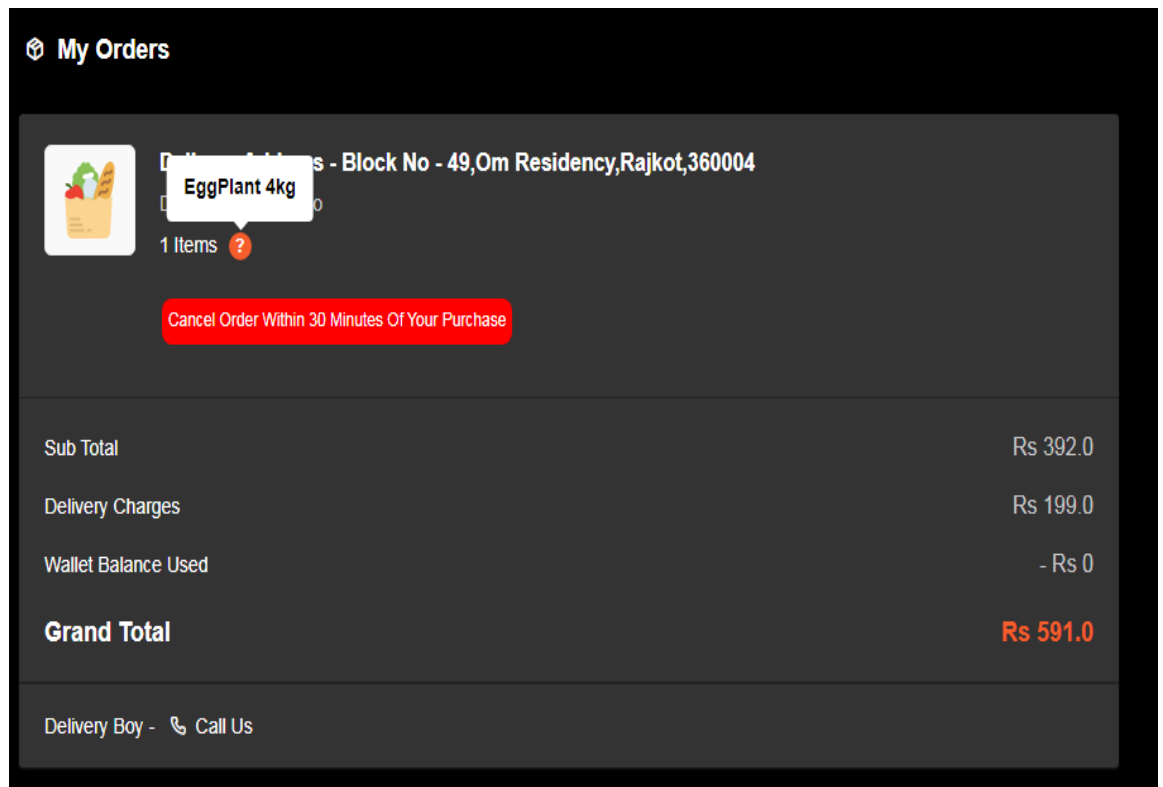 My Orders
s - Block No - 49,Om Residency,Rajkot,360004
EggPlant 4kg
1 Items ?
Cancel Order Within 30 Minutes Of Your Purchase
Sub Total Rs 392.0
Delivery Charges Rs 199.0
Wallet Balance Used - Rs 0
Grand Total Rs 591.0
Delivery Boy - Call Us